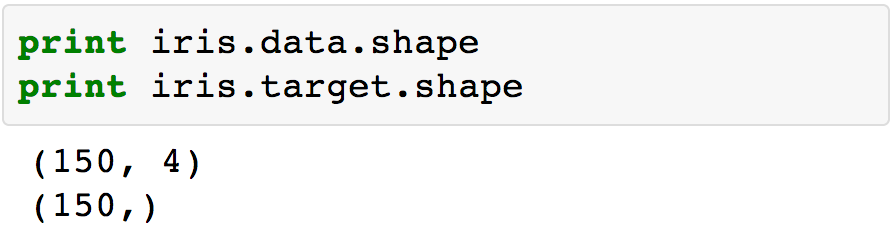 print iris.data.shape
print iris.target.shape
(150, 4)
(150,)